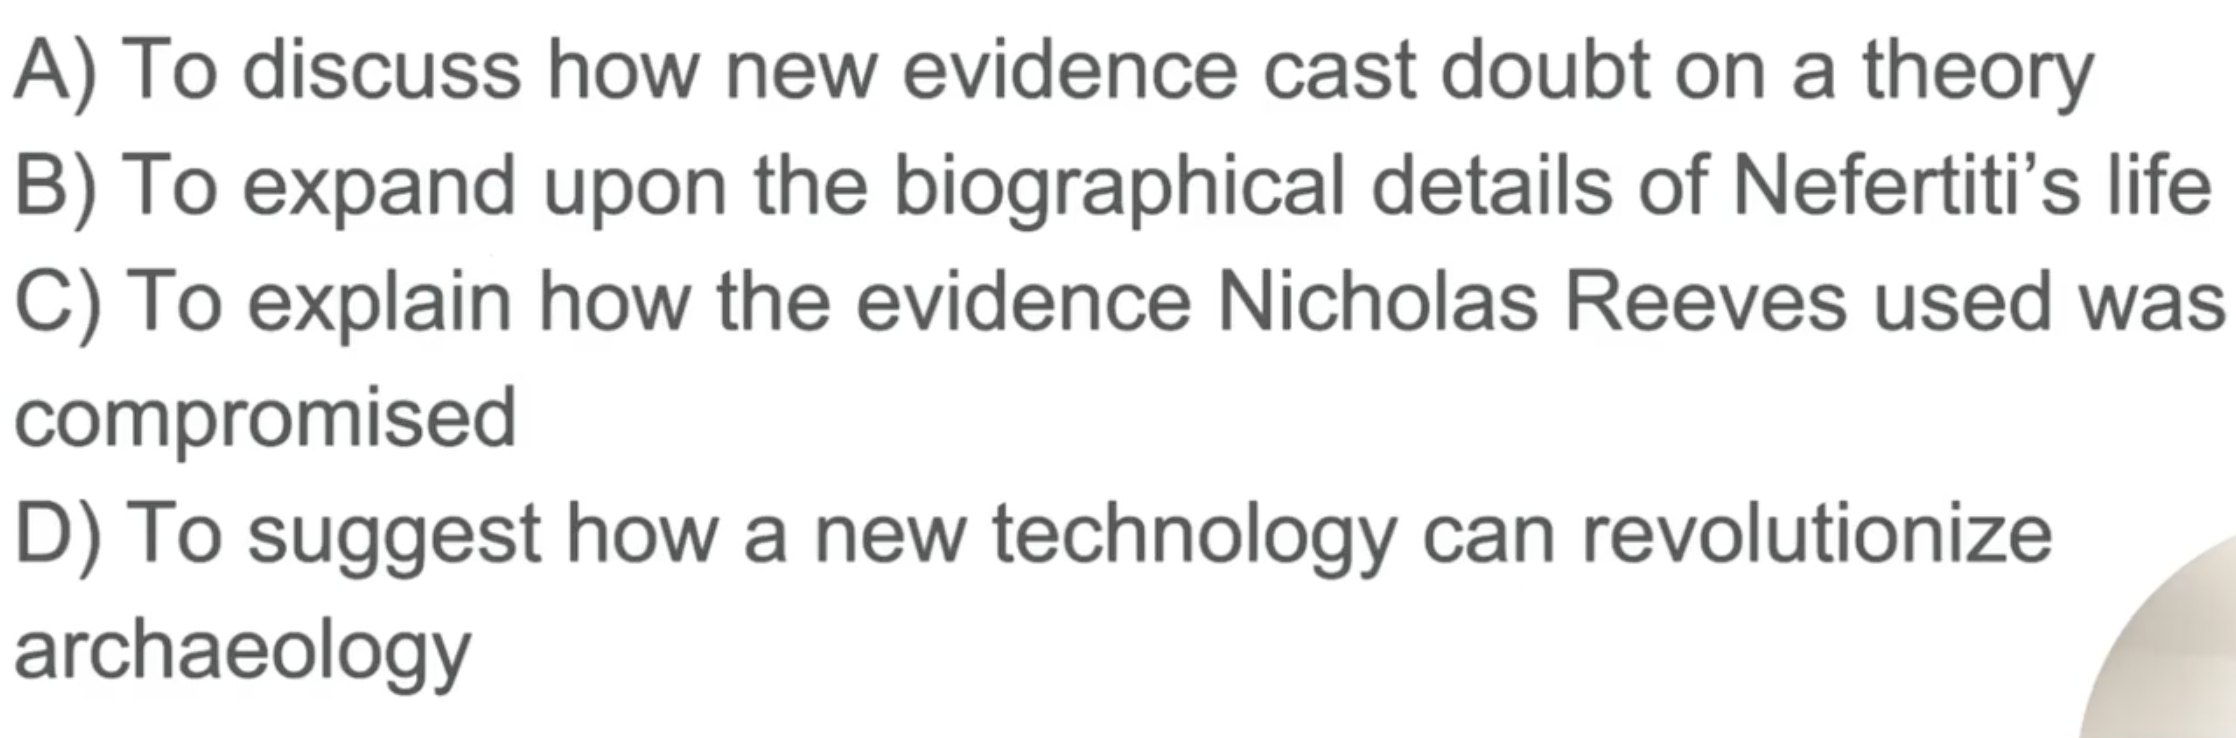 A) To discuss how new evidence cast doubt on a theory
B) To expand upon the biographical details of Nefertiti’s life
C) To explain how the evidence Nicholas Reeves used was
compromised
D) To suggest how a new technology can revolutionize
archaeology